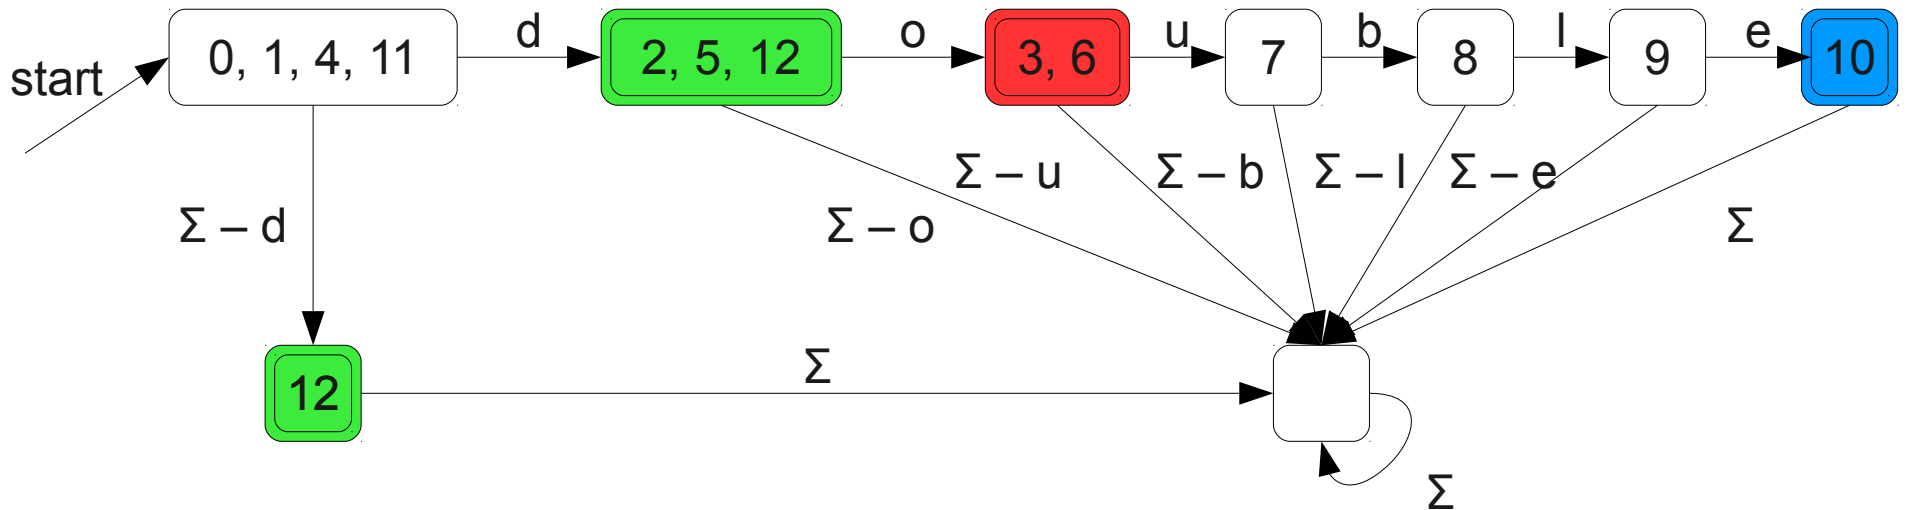 start
0, 1, 4, 11
d
2, 5, 12
o
3, 6
u
7
b
8
l
9
e
10
Σ – d
Σ – o
Σ – u
Σ – b
Σ – l
Σ – e
Σ
12
Σ
Σ